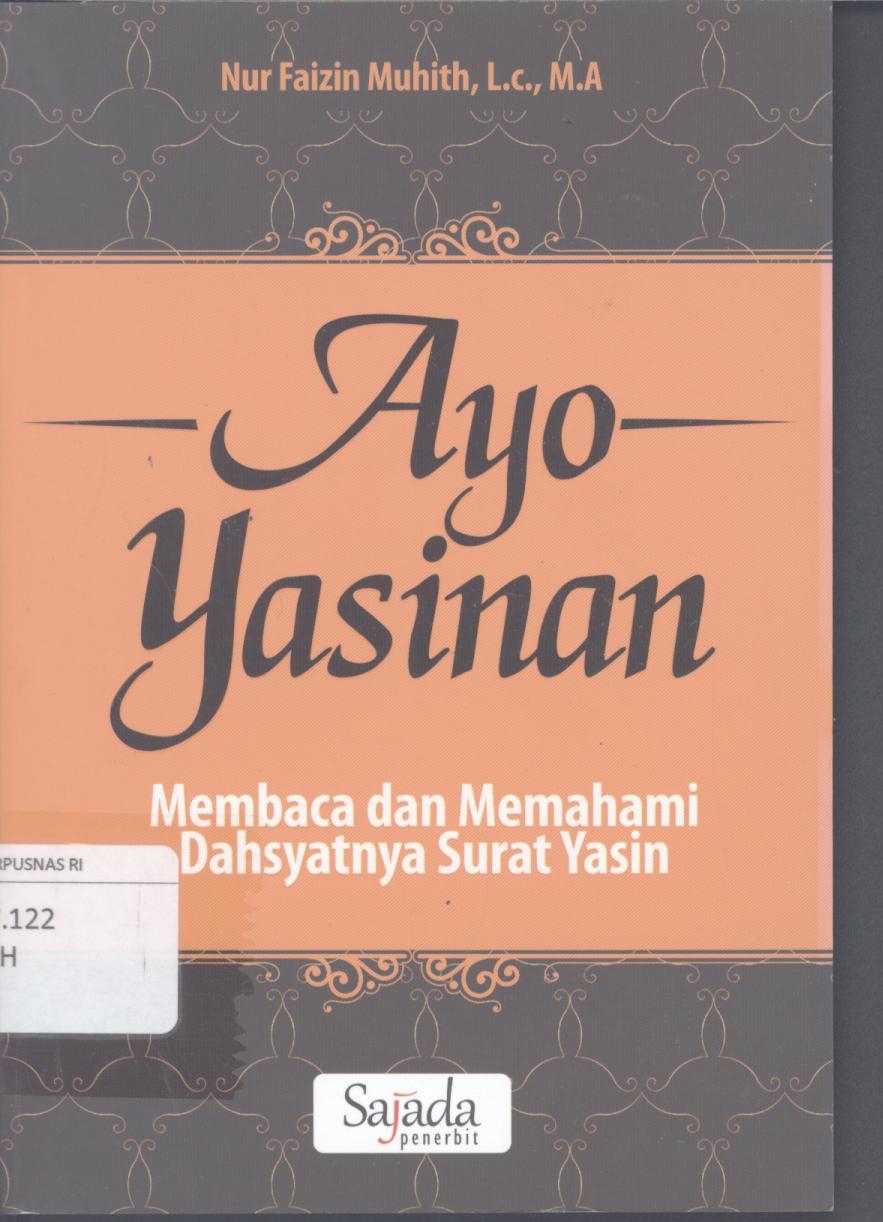 Nur Faizin Muhith, L.c., M.A
Ayo
Yasinan
Membaca dan Memahami
Dahsyatnya Surat Yasin
RPUSNAS RI
.122
H
Sajada
penerbit